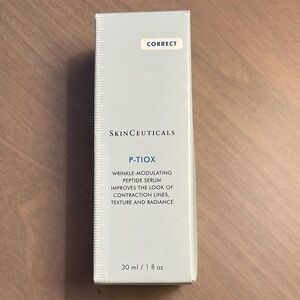 CORRECT
SKINCEUTICALS
P-TIOX
WRINKLE-MODULATING
PEPTIDE SERUM
IMPROVES THE LOOK OF
CONTRACTION LINES,
TEXTURE AND RADIANCE
30 ml / 1 fl oz